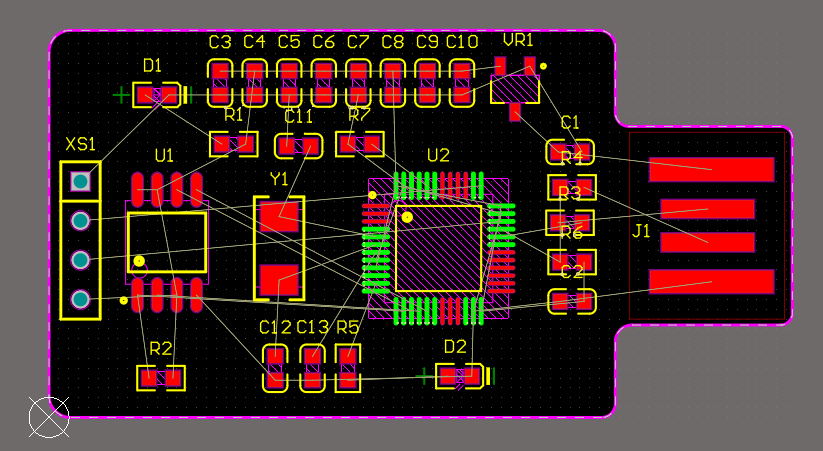 C3 C4 C5 C6 C7 C8 C9 C10 VR1
D1
R1 C11 R7 C1
XS1 U1 U2 R4
Y1 R3
R6 J1
C2
C12 C13 R5
R2 D2